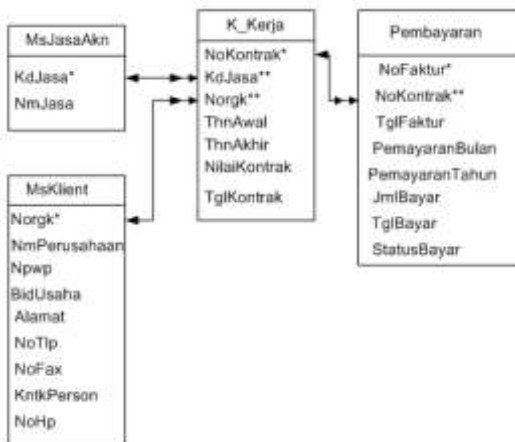 MsJasaAkn
KdJasa*
NmJasa
K_Kerja
NoKontrak*
KdJasa**
Norgk**
ThnAwal
ThnAkhir
NilaiKontrak
TglKontrak
Pembayaran
NoFaktur*
NoKontrak**
TglFaktur
PemayaranBulan
PemayaranTahun
JmlBayar
TglBayar
StatusBayar
MsKlient
Norgk*
NmPerusahaan
Npwp
BidUsaha
Alamat
NoTlp
NoFax
KntkPerson
NoHp